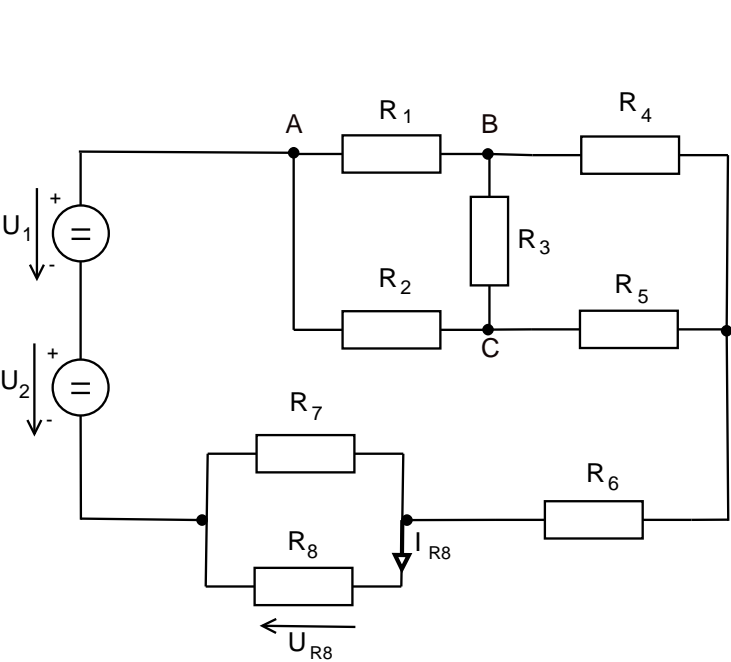 A
R1
B
R4
+
U1
=
-
R3
R2
R5
C
+
U2
=
-
R7
R6
R8
IR8
UR8